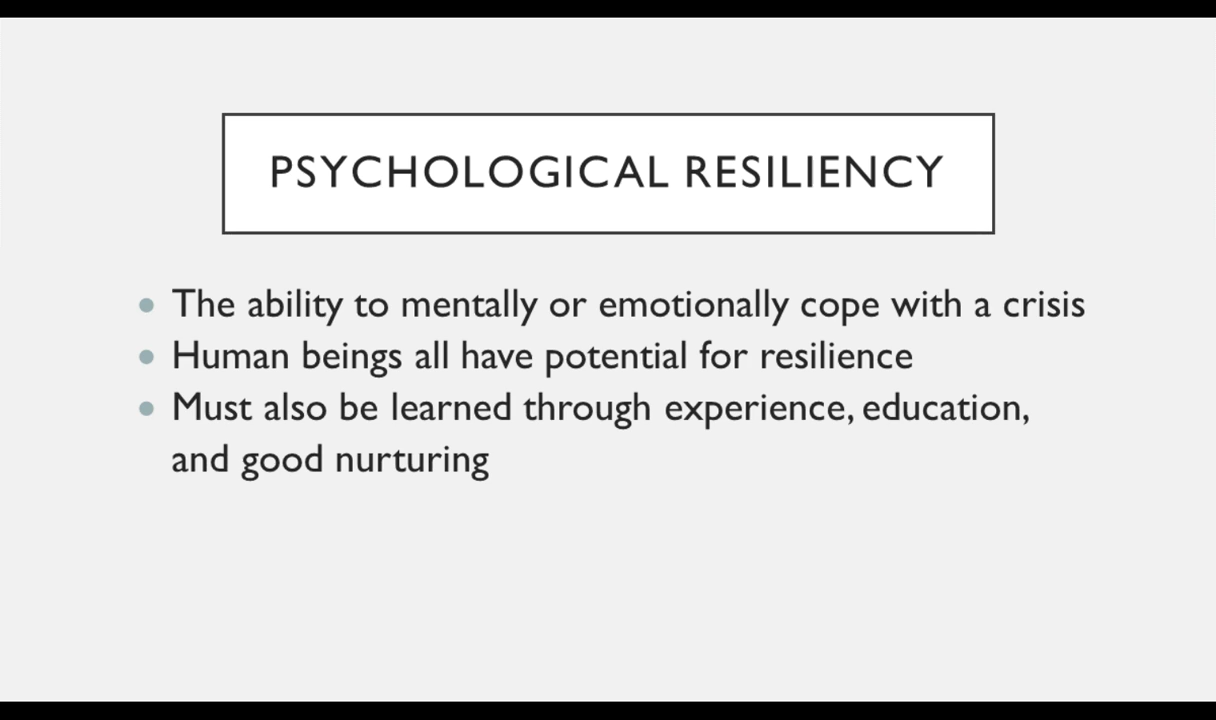 PSYCHOLOGICAL RESILIENCY
• The ability to mentally or emotionally cope with a crisis
• Human beings all have potential for resilience
• Must also be learned through experience, education,
and good nurturing